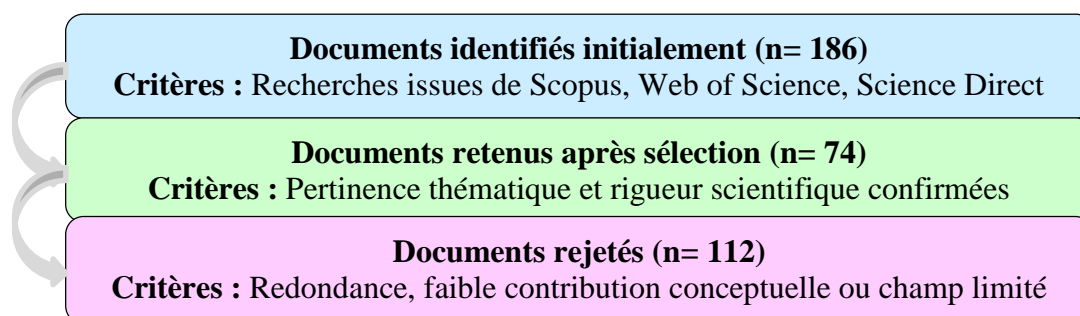 Documents identifiés initialement (n= 186)
Critères : Recherches issues de Scopus, Web of Science, Science Direct
Documents retenus après sélection (n= 74)
Critères : Pertinence thématique et rigueur scientifique confirmées
Documents rejetés (n= 112)
Critères : Redondance, faible contribution conceptuelle ou champ limité